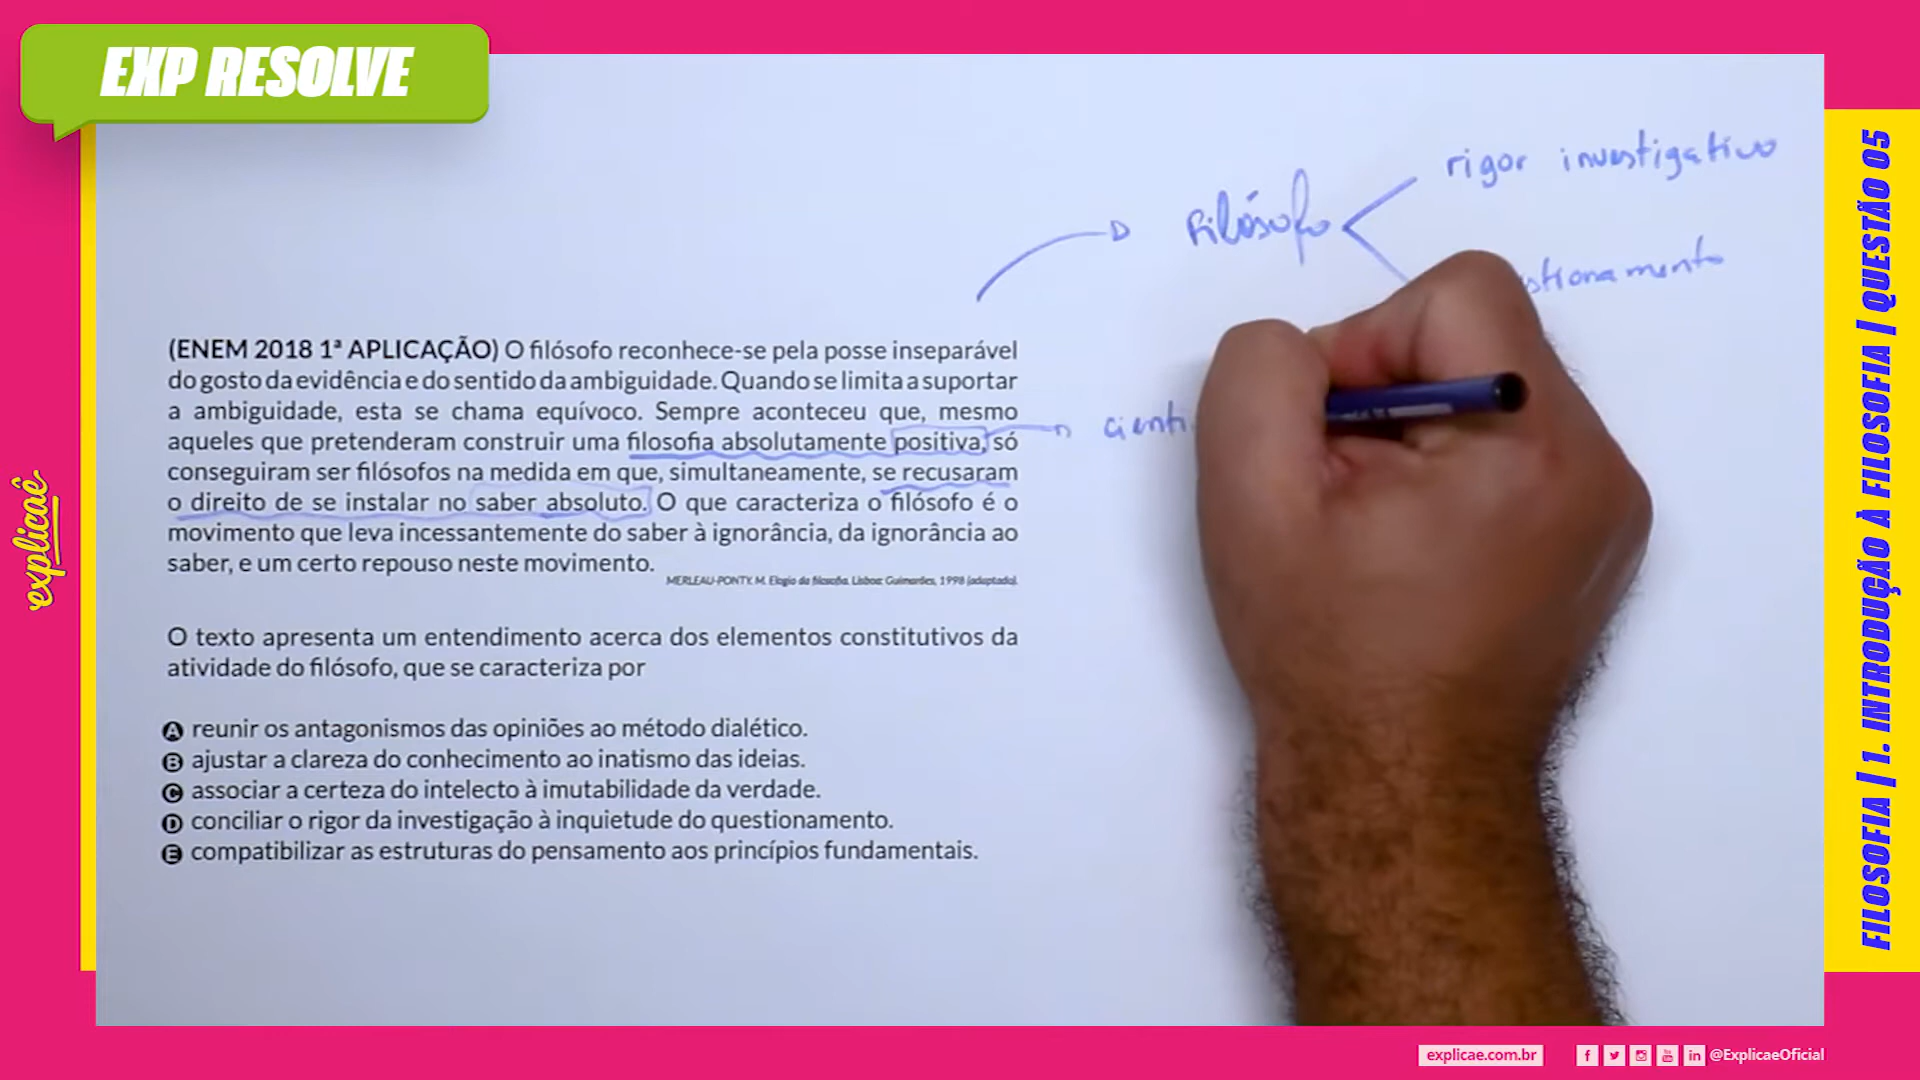 EXP RESOLVE
rigor investigativo
Filósofo
(ENEM 2018 1ª APLICAÇÃO) O filósofo reconhece-se pela posse inseparável
do gosto da evidência e do sentido da ambiguidade. Quando se limita a suportar
a ambiguidade, esta se chama equívoco. Sempre aconteceu que, mesmo
aqueles que pretenderam construir uma filosofia absolutamente positiva, só
conseguiram ser filósofos na medida em que, simultaneamente, se recusaram
o direito de se instalar no saber absoluto. O que caracteriza o filósofo é o
movimento que leva incessantemente do saber à ignorância, da ignorância ao
saber, e um certo repouso neste movimento.
MERLEAU-PONTY. M. Elogio da filosofia. Lisboa: Guimarães, 1998 (adaptado).
O texto apresenta um entendimento acerca dos elementos constitutivos da
atividade do filósofo, que se caracteriza por
A reunir os antagonismos das opiniões ao método dialético.
B ajustar a clareza do conhecimento ao inatismo das ideias.
C associar a certeza do intelecto à imutabilidade da verdade.
D conciliar o rigor da investigação à inquietude do questionamento.
E compatibilizar as estruturas do pensamento aos princípios fundamentais.
explicaê
FILOSOFIA | 1. INTRODUÇÃO À FILOSOFIA | QUESTÃO 05
explicae.com.br
@ExplicaeOficial